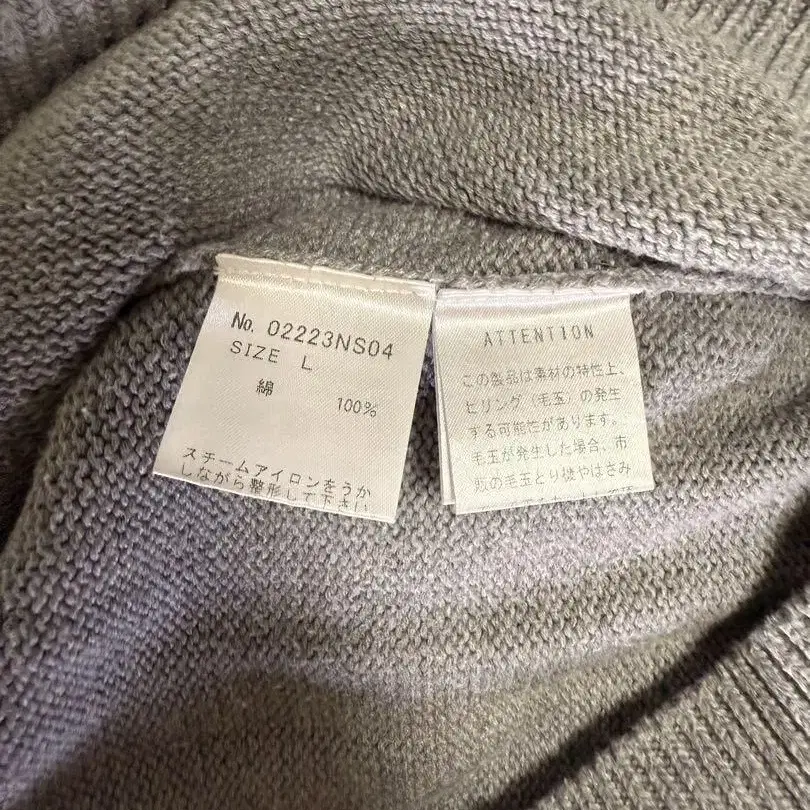 No. 02223NS04
SIZE L
綿 100%
スチームアイロンをうか
しながら整形して下さい
ATTENTION
この製品は素材の特性上、
ピリング（毛玉）の発生
する可能性があります。
毛玉が発生した場合、市
販の毛玉とり機やはさみ